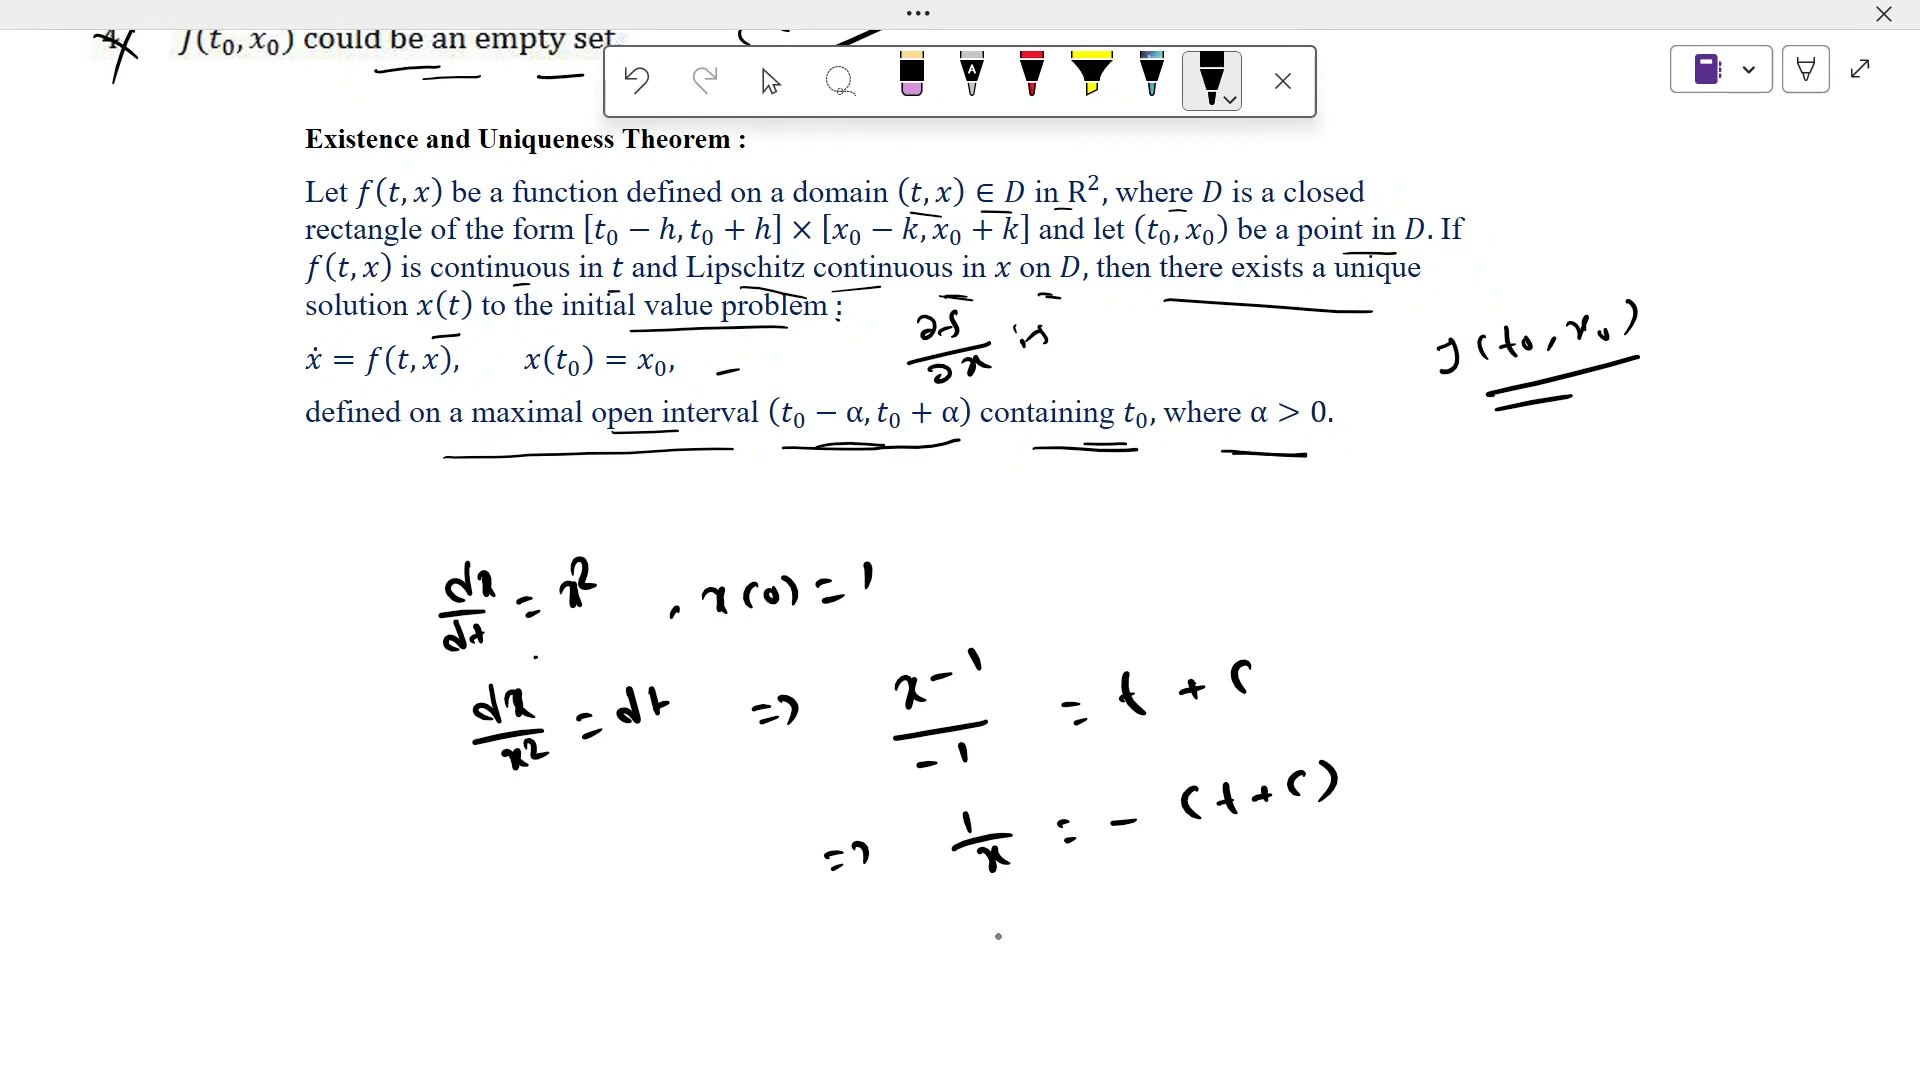 4. J(t₀, x₀) could be an empty set.
Existence and Uniqueness Theorem :
Let f(t, x) be a function defined on a domain (t, x) ∈ D in R², where D is a closed
rectangle of the form [t₀ − h, t₀ + h] × [x₀ − k, x₀ + k] and let (t₀, x₀) be a point in D. If
f(t, x) is continuous in t and Lipschitz continuous in x on D, then there exists a unique
solution x(t) to the initial value problem :
∂f/∂x is
J(t₀, x₀)
ẋ = f(t, x), x(t₀) = x₀,
defined on a maximal open interval (t₀ − α, t₀ + α) containing t₀, where α > 0.
dx/dt = x² , x(0) = 1
dx/x² = dt ⇒ x⁻¹/−1 = t + c
⇒ 1/x = − (t + c)